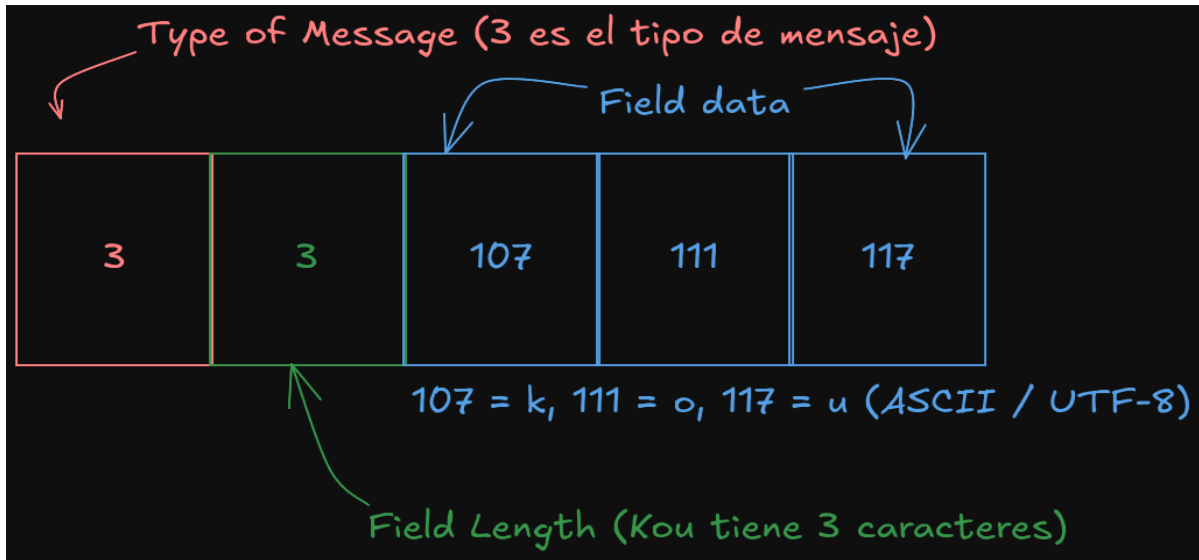 Type of Message (3 es el tipo de mensaje)
Field data
3 3 107 111 117
107 = k, 111 = o, 117 = u (ASCII / UTF-8)
Field Length (Kou tiene 3 caracteres)